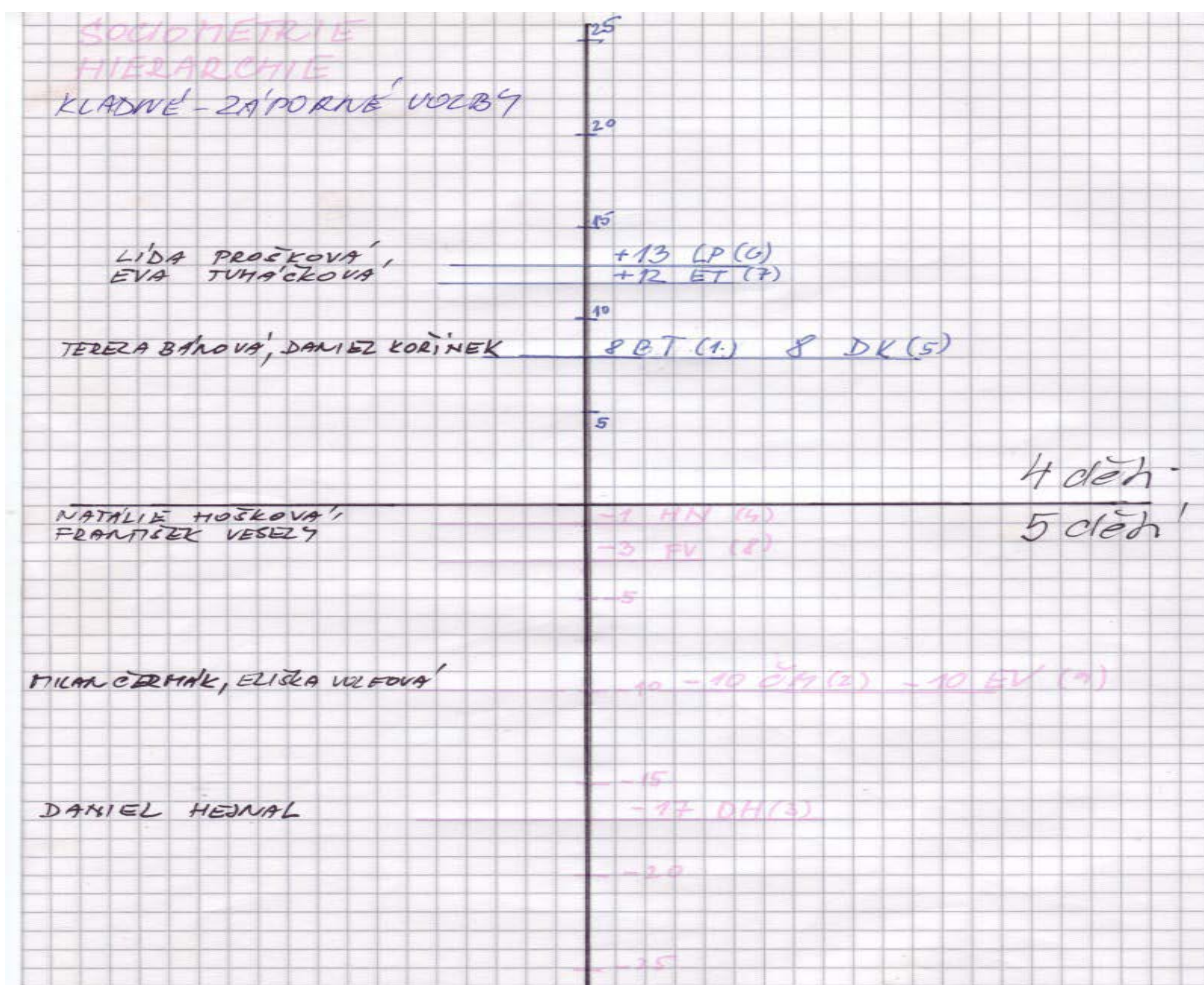 SOCIOMETRIE
HIERARCHIE
KLADNÉ - ZÁPORNÉ VOLBY
25
20
15
LÍDA PROŠKOVÁ, +13 LP (6)
EVA TUMÁČKOVÁ +12 ET (7)
10
TEREZA BÁNOVÁ, DANIEL KOŘÍNEK 8 BT (1.) 8 DK (5)
5
4 děti
5 dětí
NATÁLIE HOŠKOVÁ, -1 HN (4)
FRANTIŠEK VESELÝ -3 FV (8)
-5
MILAN ČERMÁK, ELIŠKA VOLFOVÁ -10 -10 ČM (2) -10 EV (9)
-15
DANIEL HEJNAL -17 DH (3)
-20
-25